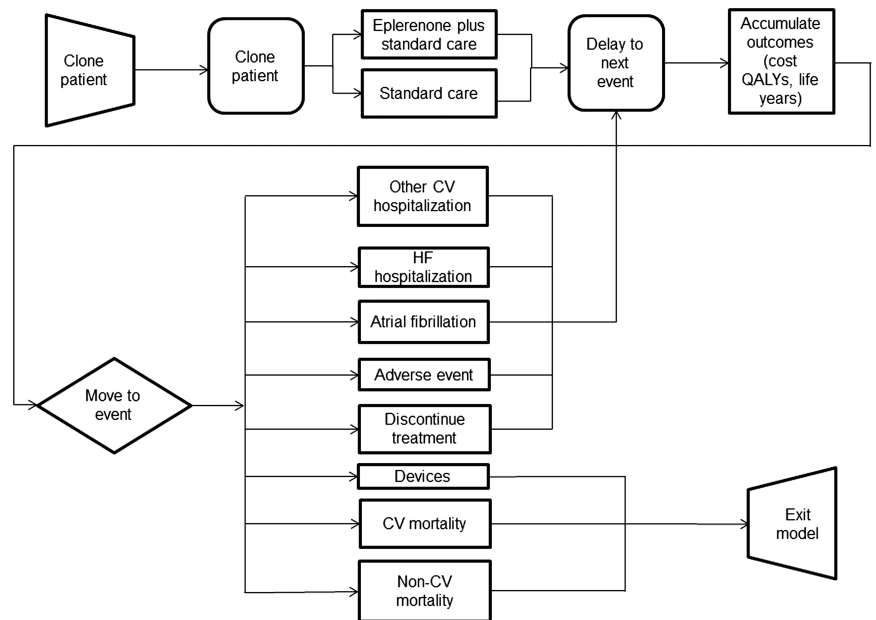 Clone
patient
Clone
patient
Eplerenone plus
standard care
Standard care
Delay to
next
event
Accumulate
outcomes
(cost
QALYs, life
years)
Other CV
hospitalization
HF
hospitalization
Atrial fibrillation
Adverse event
Discontinue
treatment
Devices
CV mortality
Non-CV
mortality
Move to
event
Exit
model